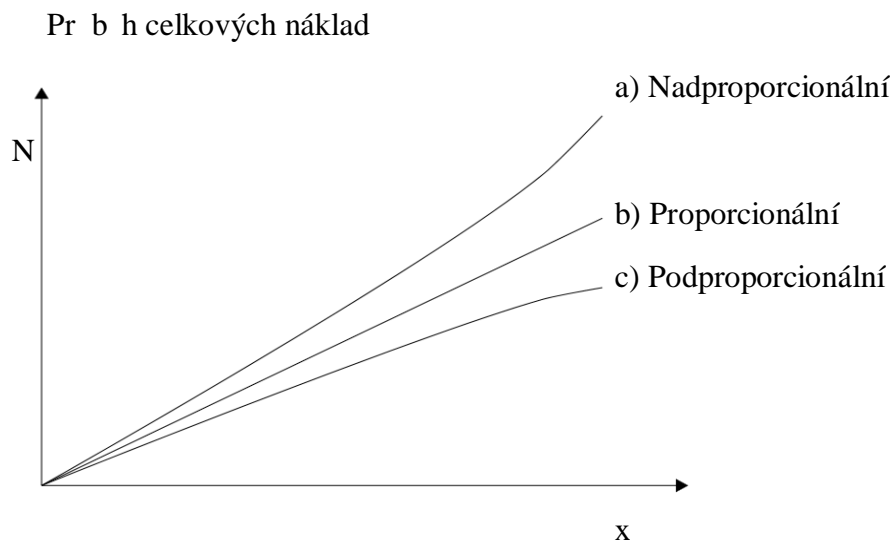 Pr b h celkových náklad
a) Nadproporcionální
N
b) Proporcionální
c) Podproporcionální
x